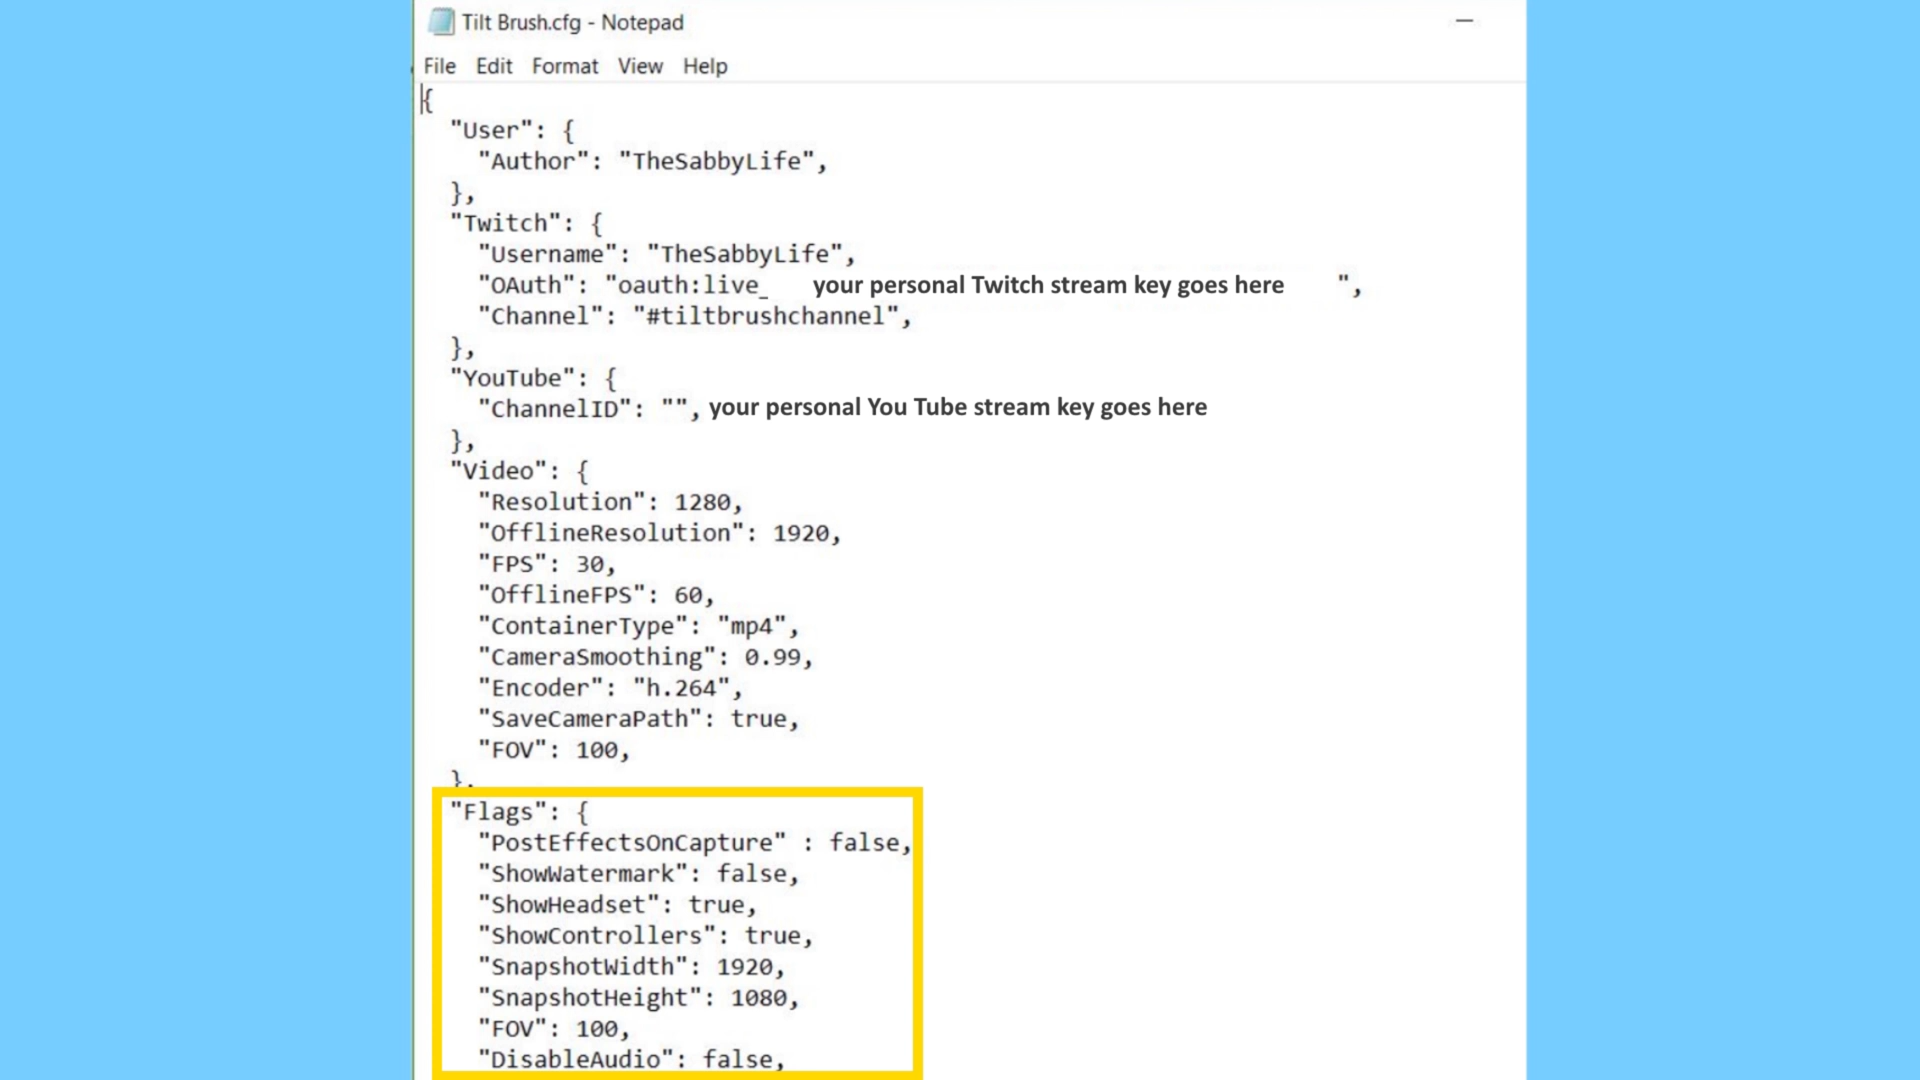 Tilt Brush.cfg - Notepad
File Edit Format View Help
{
"User": {
"Author": "TheSabbyLife",
},
"Twitch": {
"Username": "TheSabbyLife",
"OAuth": "oauth:live_ your personal Twitch stream key goes here ",
"Channel": "#tiltbrushchannel",
},
"YouTube": {
"ChannelID": "", your personal You Tube stream key goes here
},
"Video": {
"Resolution": 1280,
"OfflineResolution": 1920,
"FPS": 30,
"OfflineFPS": 60,
"ContainerType": "mp4",
"CameraSmoothing": 0.99,
"Encoder": "h.264",
"SaveCameraPath": true,
"FOV": 100,
},
"Flags": {
"PostEffectsOnCapture" : false,
"ShowWatermark": false,
"ShowHeadset": true,
"ShowControllers": true,
"SnapshotWidth": 1920,
"SnapshotHeight": 1080,
"FOV": 100,
"DisableAudio": false,